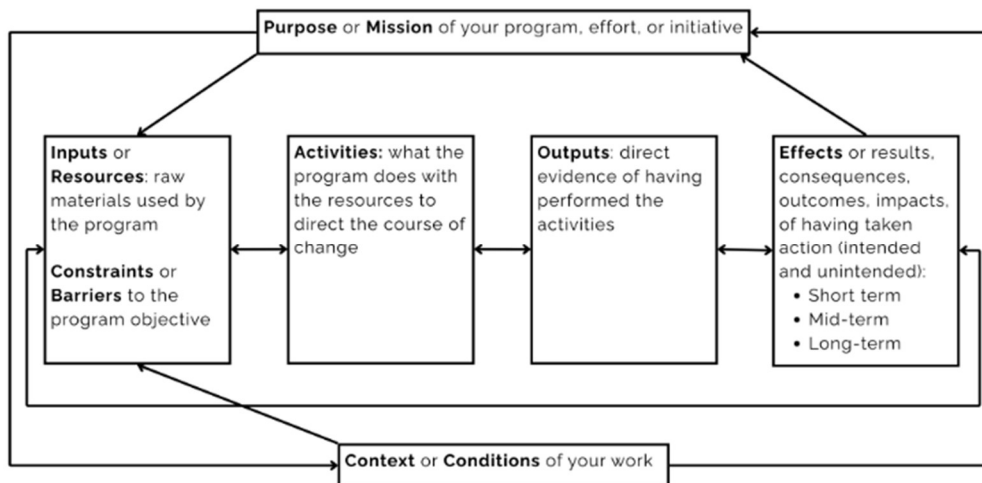 Purpose or Mission of your program, effort, or initiative
Inputs or
Resources: raw
materials used by
the program
Constraints or
Barriers to the
program objective
Activities: what the
program does with
the resources to
direct the course of
change
Outputs: direct
evidence of having
performed the
activities
Effects or results,
consequences,
outcomes, impacts,
of having taken
action (intended
and unintended):
• Short term
• Mid-term
• Long-term
Context or Conditions of your work